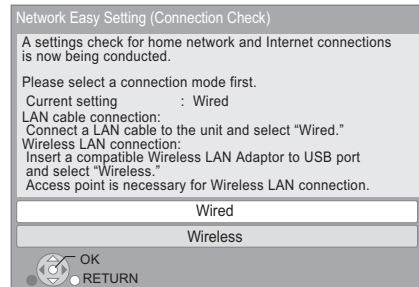 Network Easy Setting (Connection Check)
A settings check for home network and Internet connections
is now being conducted.
Please select a connection mode first.
Current setting : Wired
LAN cable connection:
Connect a LAN cable to the unit and select “Wired.”
Wireless LAN connection:
Insert a compatible Wireless LAN Adaptor to USB port
and select “Wireless.”
Access point is necessary for Wireless LAN connection.
Wired
Wireless
OK
RETURN